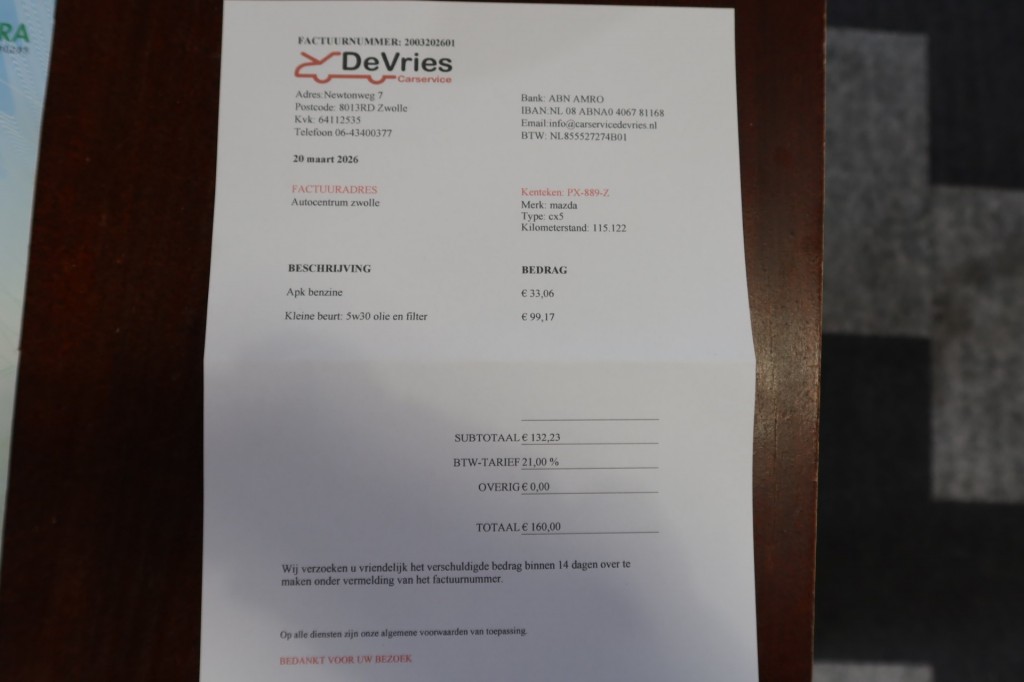 RA
FACTUURNUMMER: 2003202601
DeVries
Carservice
Adres:Newtonweg 7
Postcode: 8013RD Zwolle
Kvk: 64112535
Telefoon 06-43400377
Bank: ABN AMRO
IBAN:NL 08 ABNA0 4067 81168
Email:info@carservicedevries.nl
BTW: NL855527274B01
20 maart 2026
FACTUURADRES
Autocentrum zwolle
Kenteken: PX-889-Z
Merk: mazda
Type: cx5
Kilometerstand: 115.122
BESCHRIJVING BEDRAG
Apk benzine € 33,06
Kleine beurt: 5w30 olie en filter € 99,17
SUBTOTAAL € 132,23
BTW-TARIEF 21,00 %
OVERIG € 0,00
TOTAAL € 160,00
Wij verzoeken u vriendelijk het verschuldigde bedrag binnen 14 dagen over te
maken onder vermelding van het factuurnummer.
Op alle diensten zijn onze algemene voorwaarden van toepassing.
BEDANKT VOOR UW BEZOEK